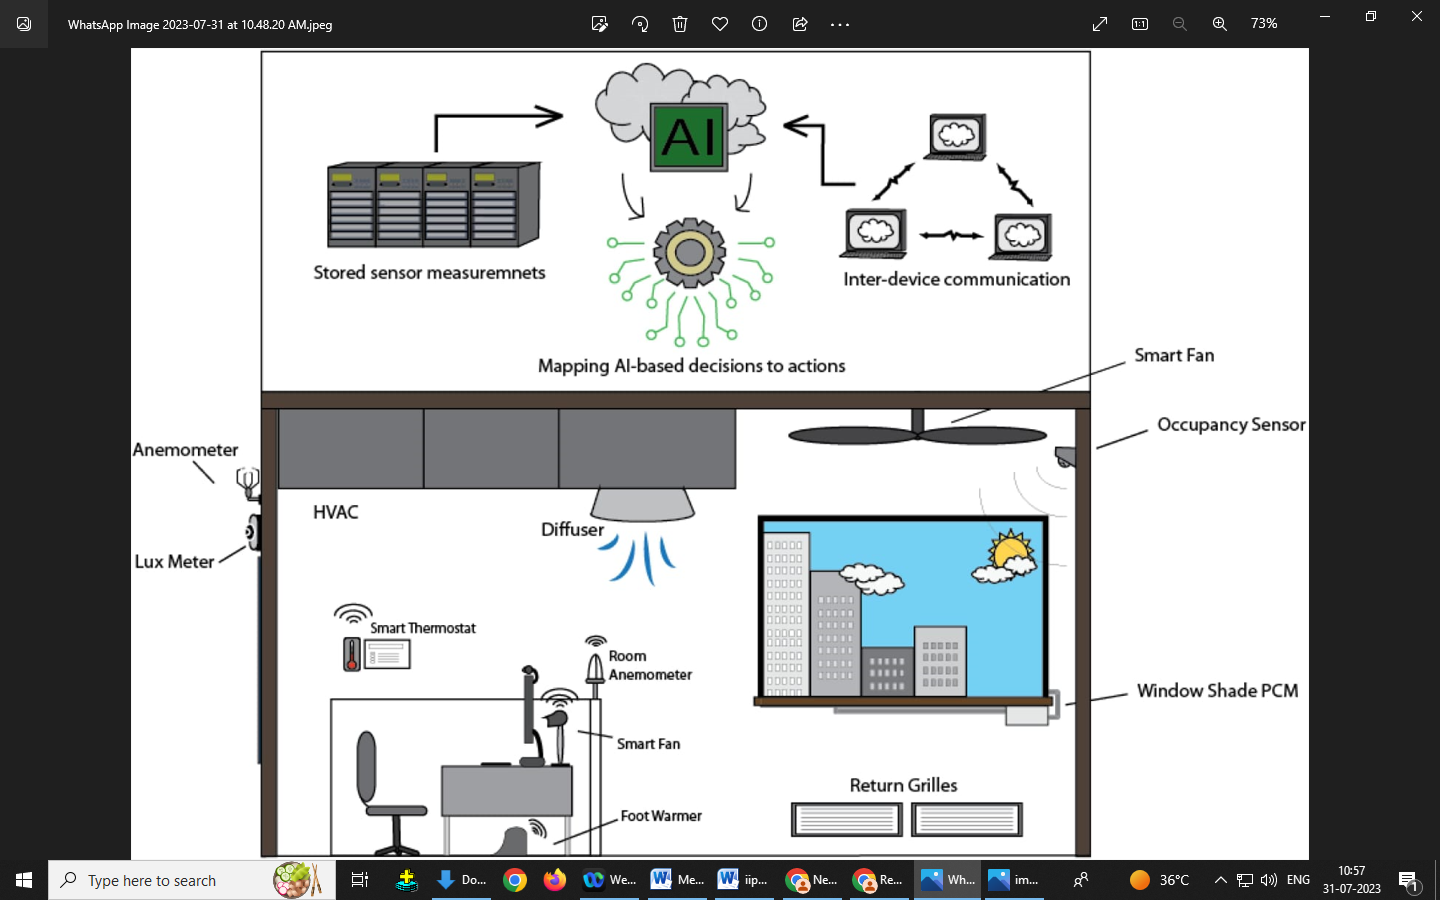 WhatsApp Image 2023-07-31 at 10.48.20 AM.jpeg
1:1
73%
AI
Stored sensor measuremnets
Inter-device communication
Mapping AI-based decisions to actions
Smart Fan
Occupancy Sensor
Anemometer
HVAC
Diffuser
Lux Meter
Smart Thermostat
Room
Anemometer
Window Shade PCM
Smart Fan
Return Grilles
Foot Warmer
Type here to search
Do...
We...
Me...
iip...
Ne...
Re...
Wh...
im...
36°C
ENG
10:57
31-07-2023
1